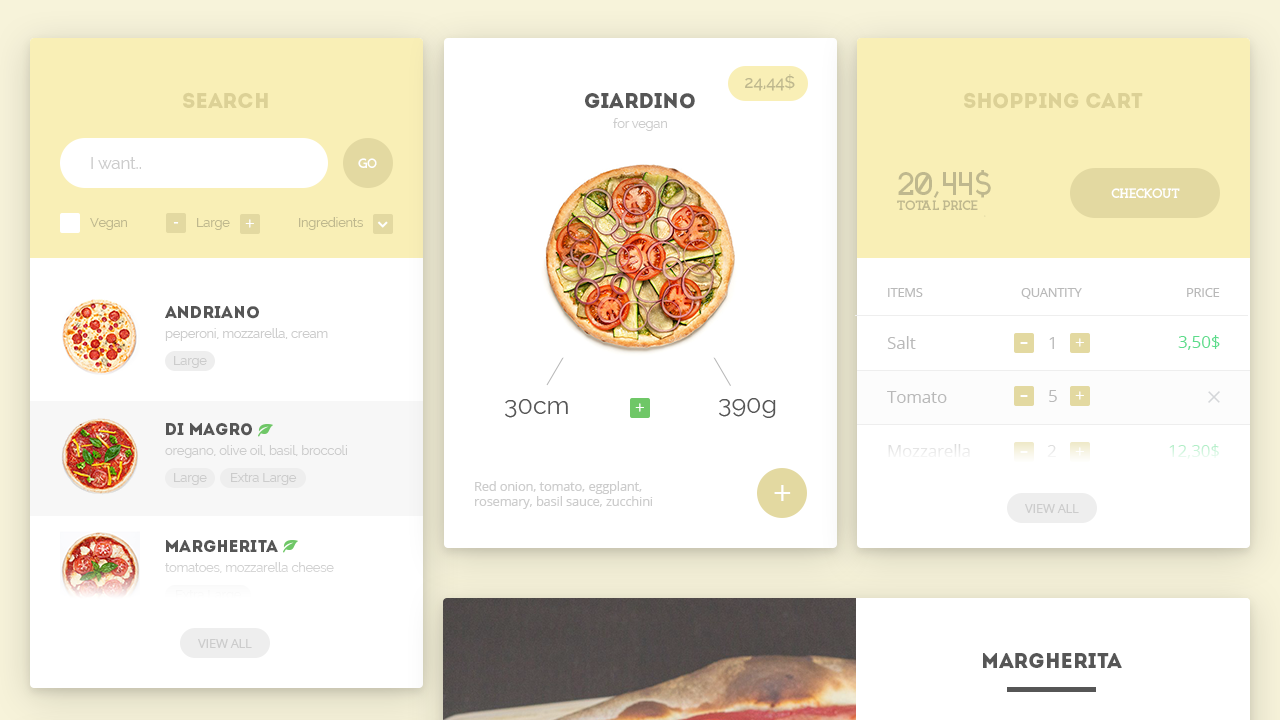 SEARCH
I want..
GO
Vegan
- Large +
Ingredients
ANDRIANO
peperoni, mozzarella, cream
Large
DI MAGRO
oregano, olive oil, basil, broccoli
Large Extra Large
MARGHERITA
tomatoes, mozzarella cheese
VIEW ALL
24,44$
GIARDINO
for vegan
30cm + 390g
Red onion, tomato, eggplant,
rosemary, basil sauce, zucchini
+
SHOPPING CART
20,44$
TOTAL PRICE
CHECKOUT
ITEMS QUANTITY PRICE
Salt - 1 + 3,50$
Tomato - 5 +
Mozzarella - 2 + 12,30$
VIEW ALL
MARGHERITA